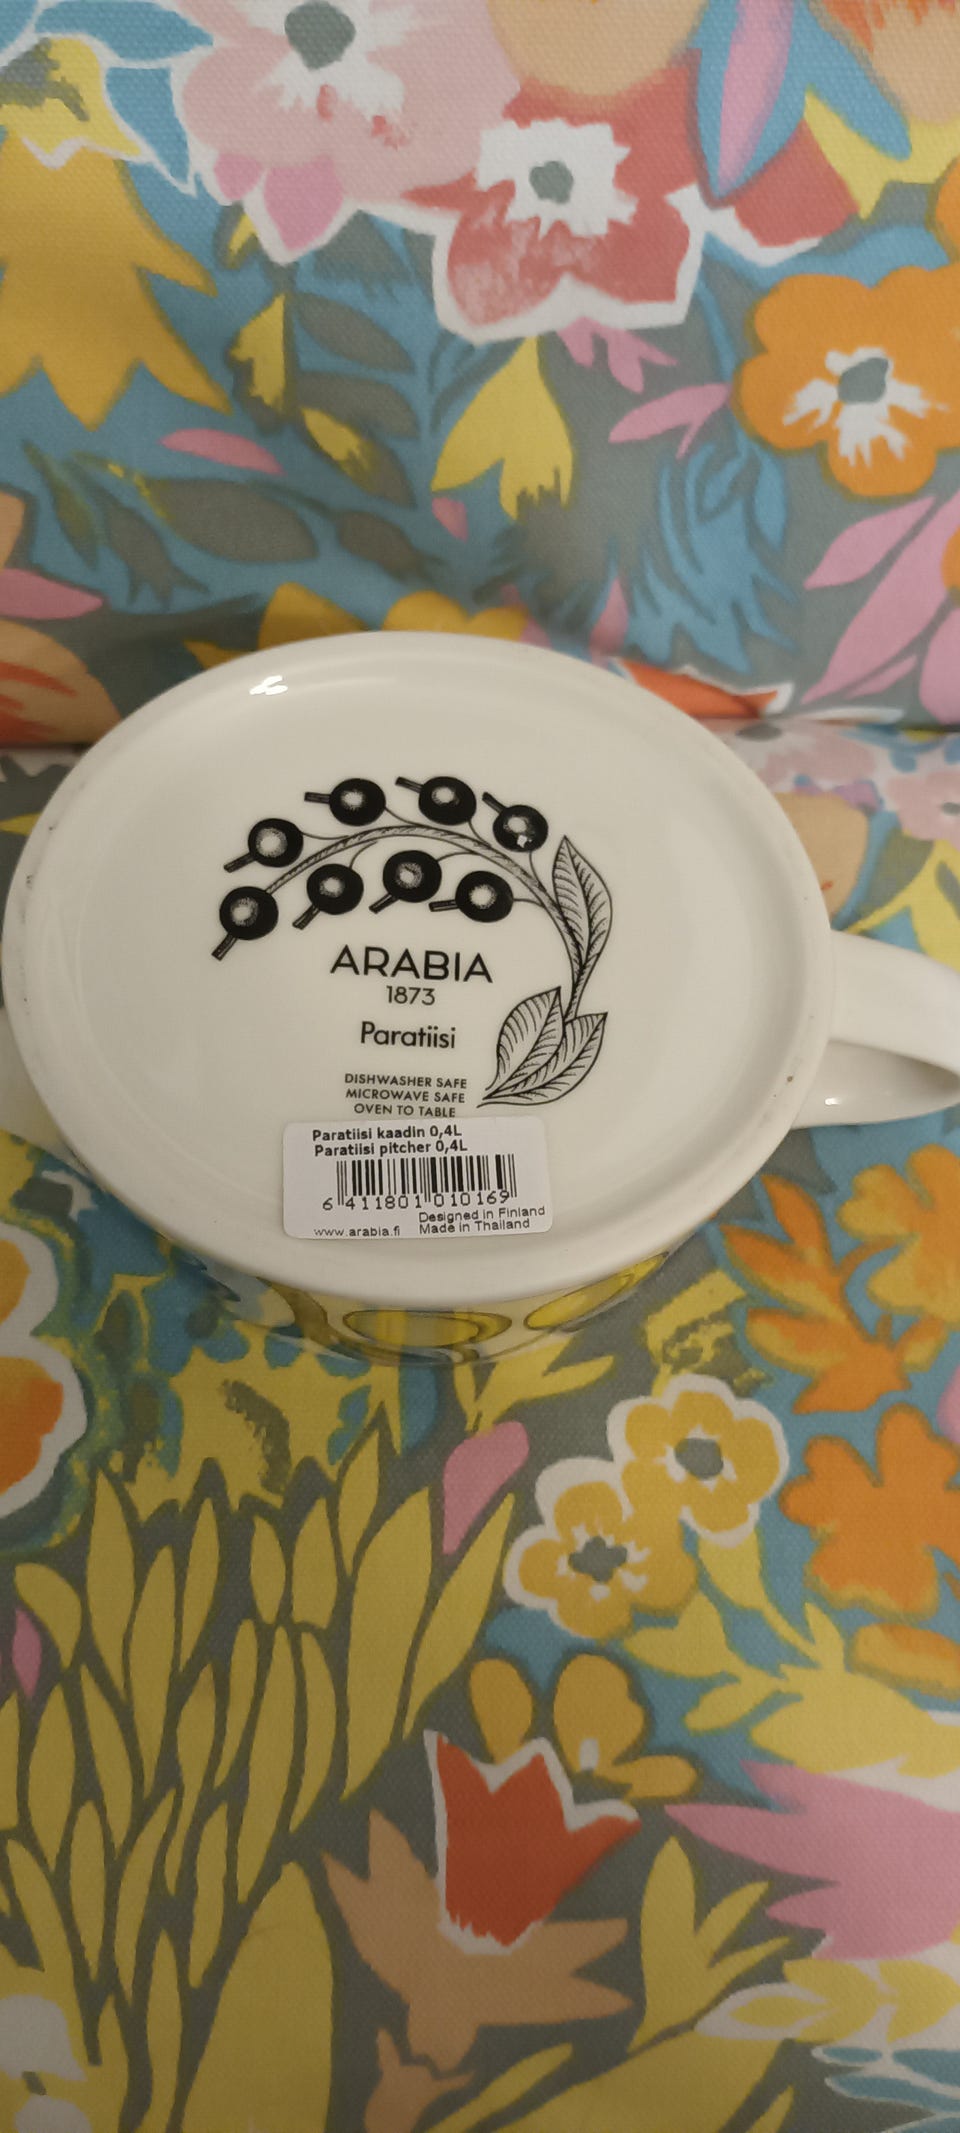 ARABIA
1873
Paratiisi
DISHWASHER SAFE
MICROWAVE SAFE
OVEN TO TABLE
Paratiisi kaadin 0,4L
Paratiisi pitcher 0,4L
6 411801 010169
Designed in Finland
www.arabia.fi Made in Thailand